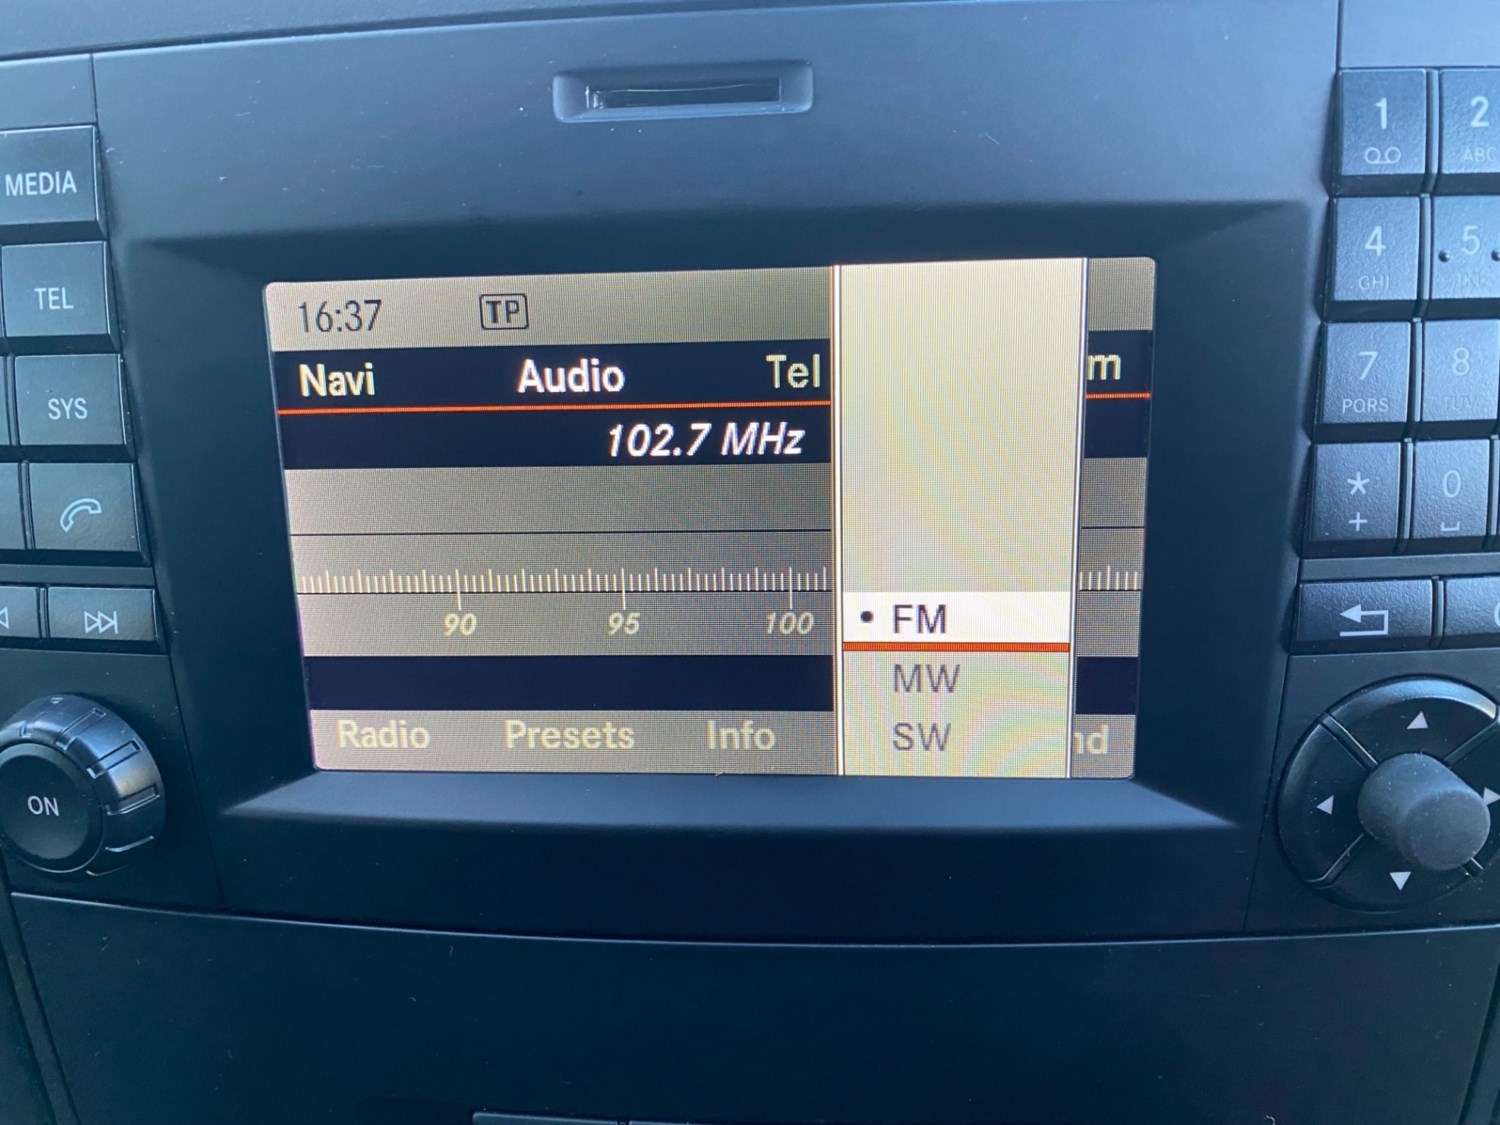 MEDIA
TEL
SYS
ON
16:37 TP
Navi Audio Tel m
102.7 MHz
90 95 100
FM
MW
SW
Radio Presets Info nd
1 2
ABC
4 5
GHI JKL
7 8
PQRS TUV
* 0
+